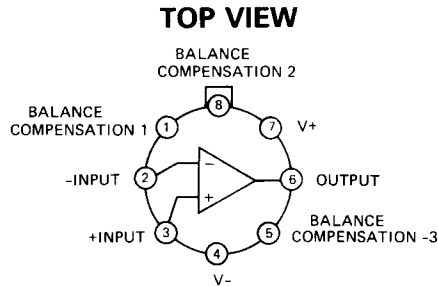 TOP VIEW
BALANCE
COMPENSATION 2
8
BALANCE
COMPENSATION 1
1
7
V+
-INPUT
2
−
6
OUTPUT
+
+INPUT
3
5
BALANCE
COMPENSATION -3
4
V-